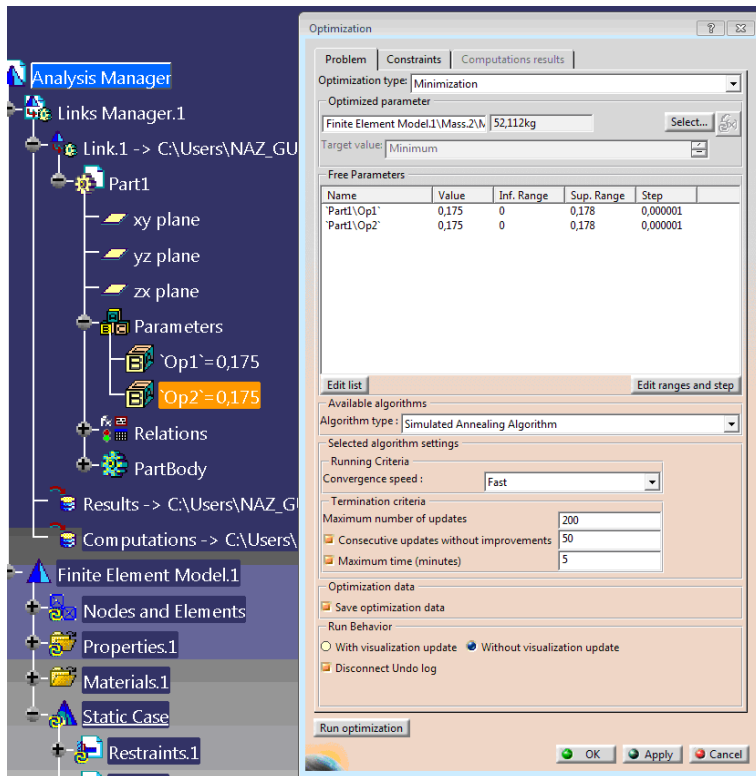 Analysis Manager
Links Manager.1
Link.1 -> C:\Users\NAZ_GU
Part1
xy plane
yz plane
zx plane
Parameters
`Op1`=0,175
`Op2`=0,175
Relations
PartBody
Results -> C:\Users\NAZ_G
Computations -> C:\Users\
Finite Element Model.1
Nodes and Elements
Properties.1
Materials.1
Static Case
Restraints.1
Optimization
Problem Constraints Computations results
Optimization type: Minimization
Optimized parameter
Finite Element Model.1\Mass.2\M 52,112kg Select...
Target value: Minimum
Free Parameters
Name Value Inf. Range Sup. Range Step
`Part1\Op1` 0,175 0 0,178 0,000001
`Part1\Op2` 0,175 0 0,178 0,000001
Edit list Edit ranges and step
Available algorithms
Algorithm type : Simulated Annealing Algorithm
Selected algorithm settings
Running Criteria
Convergence speed : Fast
Termination criteria
Maximum number of updates 200
Consecutive updates without improvements 50
Maximum time (minutes) 5
Optimization data
Save optimization data
Run Behavior
With visualization update Without visualization update
Disconnect Undo log
Run optimization
OK Apply Cancel